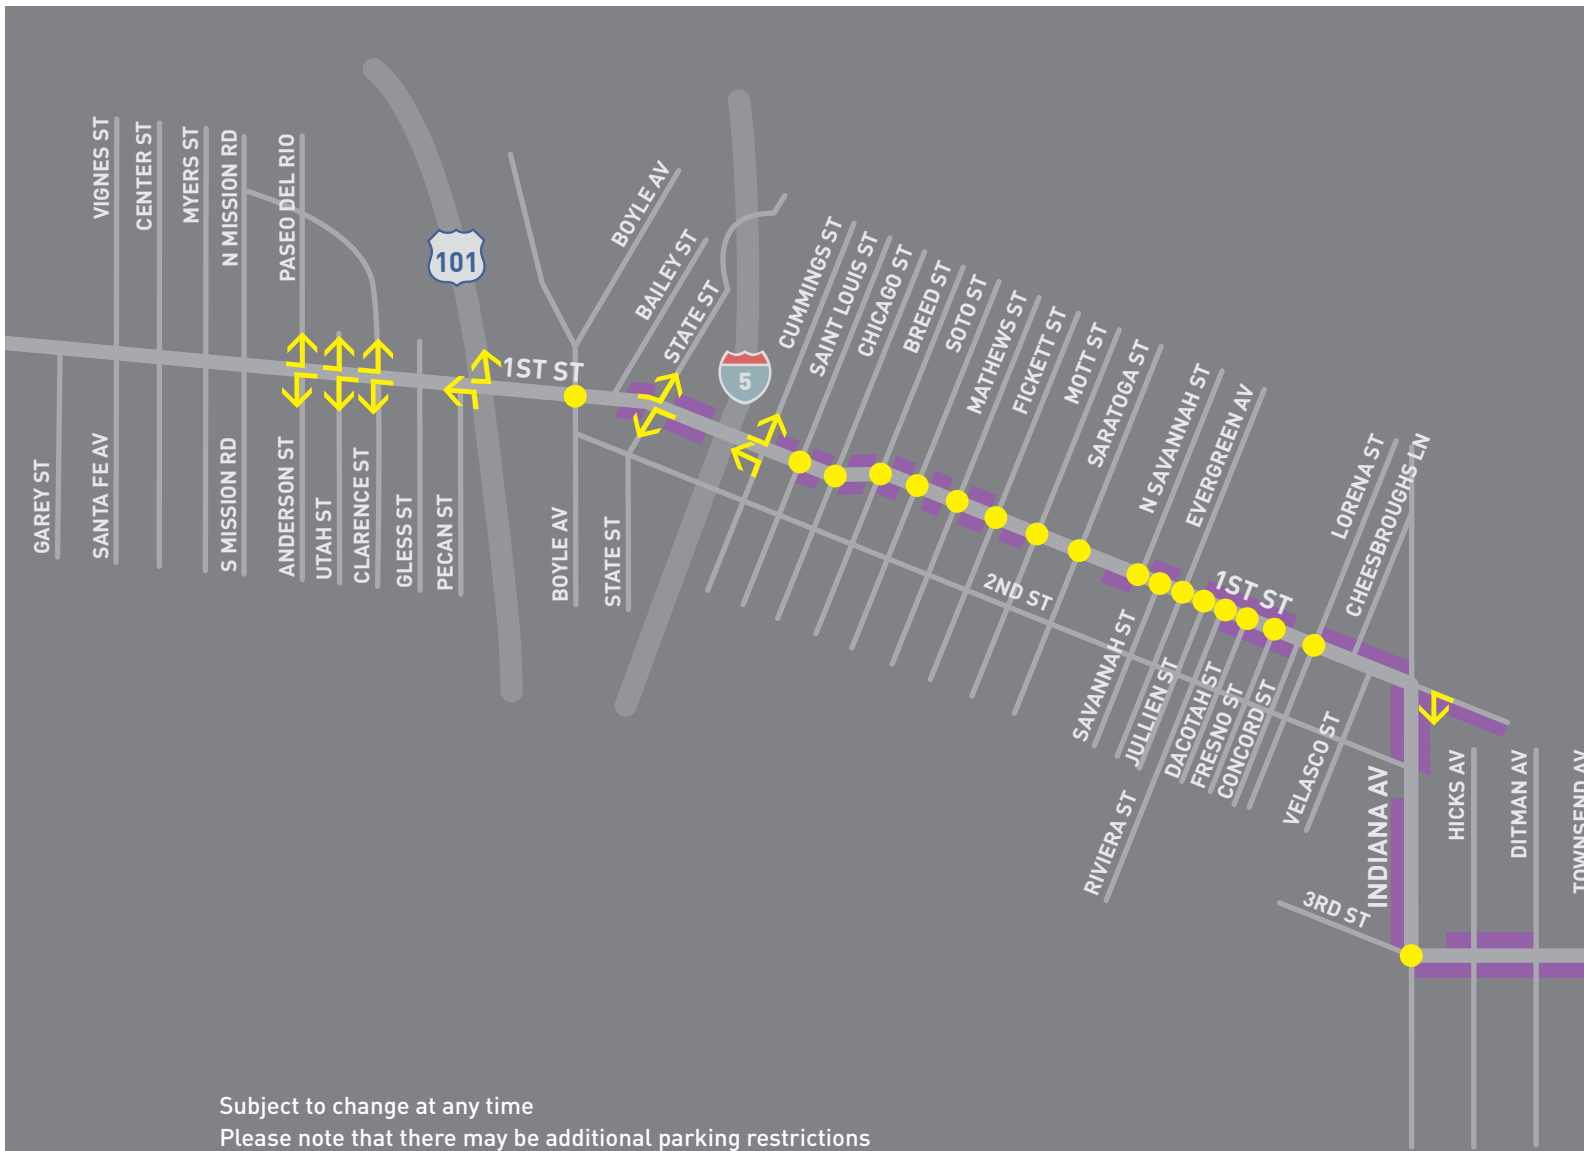 VIGNES ST
CENTER ST
MYERS ST
N MISSION RD
PASEO DEL RIO
101
BOYLE AV
BAILEY ST
STATE ST
5
CUMMINGS ST
SAINT LOUIS ST
CHICAGO ST
BREED ST
SOTO ST
MATHEWS ST
FICKETT ST
MOTT ST
SARATOGA ST
N SAVANNAH ST
EVERGREEN AV
LORENA ST
CHEESBROUGHS LN
1ST ST
GAREY ST
SANTA FE AV
S MISSION RD
ANDERSON ST
UTAH ST
CLARENCE ST
GLESS ST
PECAN ST
BOYLE AV
STATE ST
2ND ST
1ST ST
SAVANNAH ST
JULLIEN ST
RIVIERA ST
DACOTAH ST
FRESNO ST
CONCORD ST
VELASCO ST
INDIANA AV
3RD ST
HICKS AV
DITMAN AV
TOWNSEND AV
Subject to change at any time
Please note that there may be additional parking restrictions